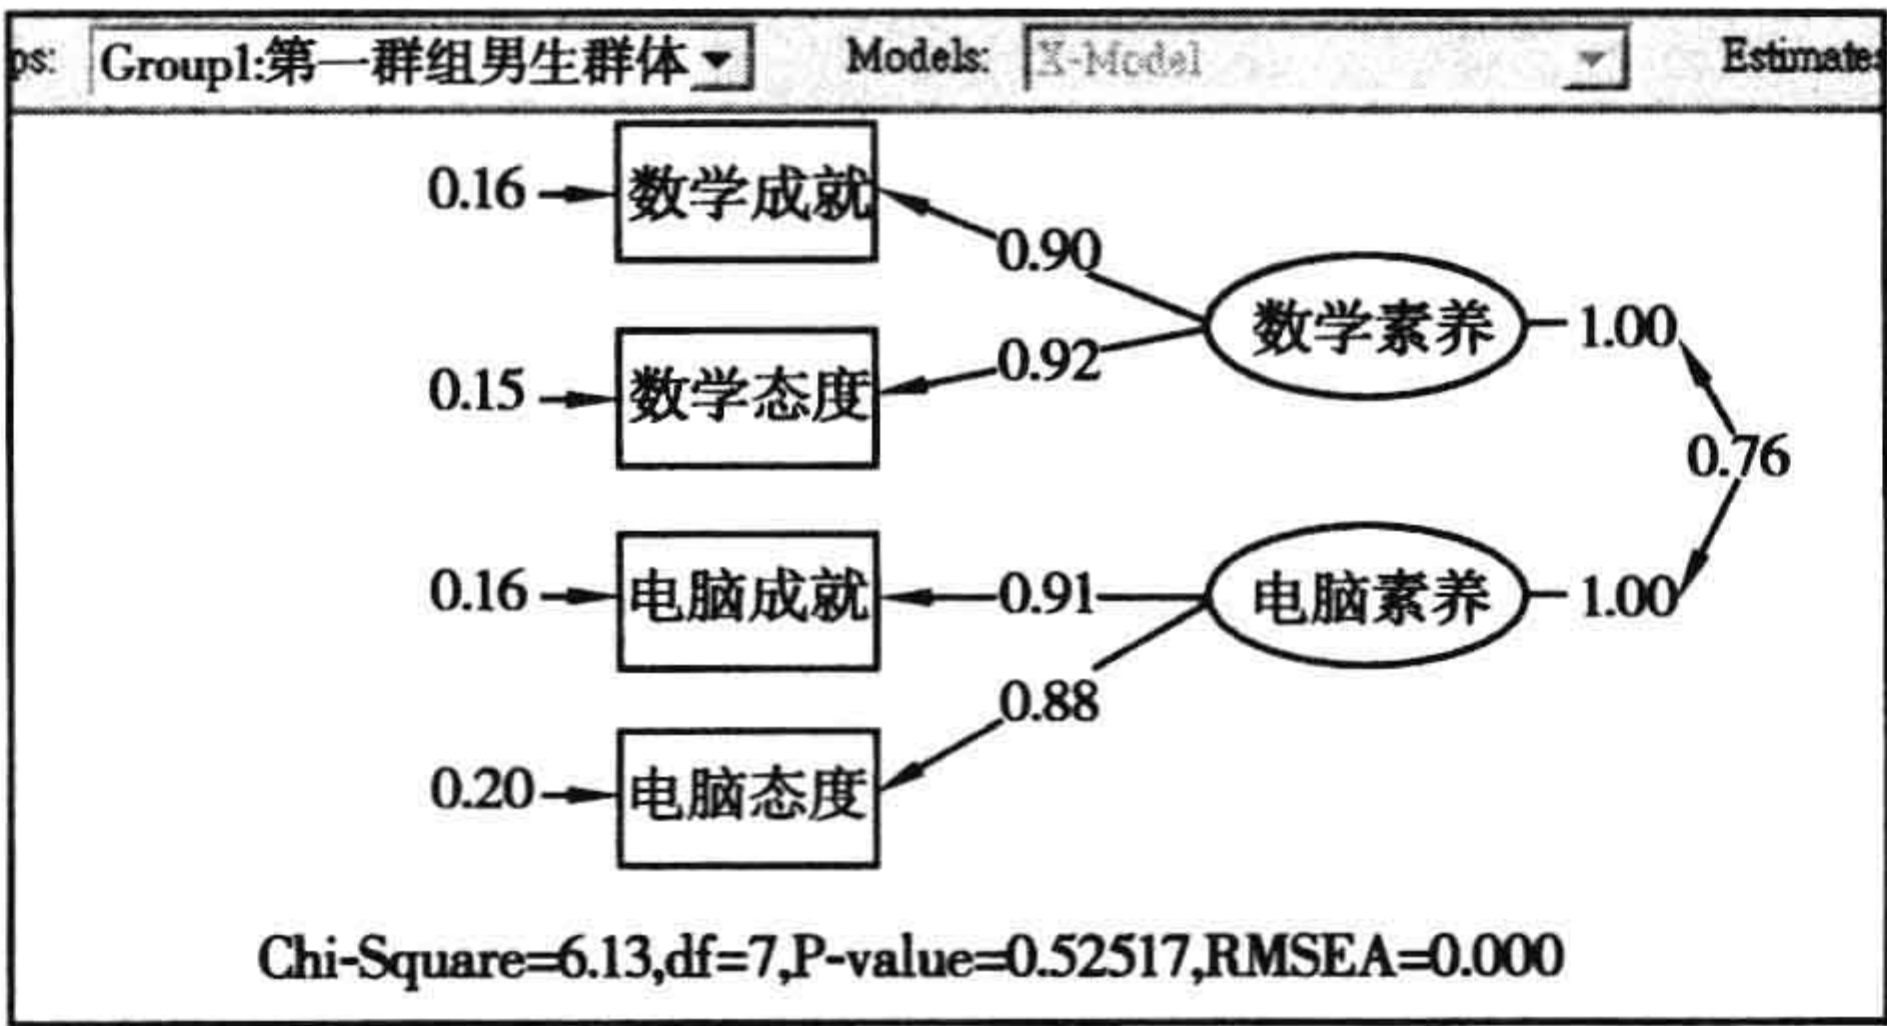 ps: Group1:第一群组男生群体 Models: X-Model Estimates
0.16 数学成就
0.90
数学素养 1.00
0.15 数学态度 0.92
0.76
0.16 电脑成就 0.91 电脑素养 1.00
0.88
0.20 电脑态度
Chi-Square=6.13,df=7,P-value=0.52517,RMSEA=0.000